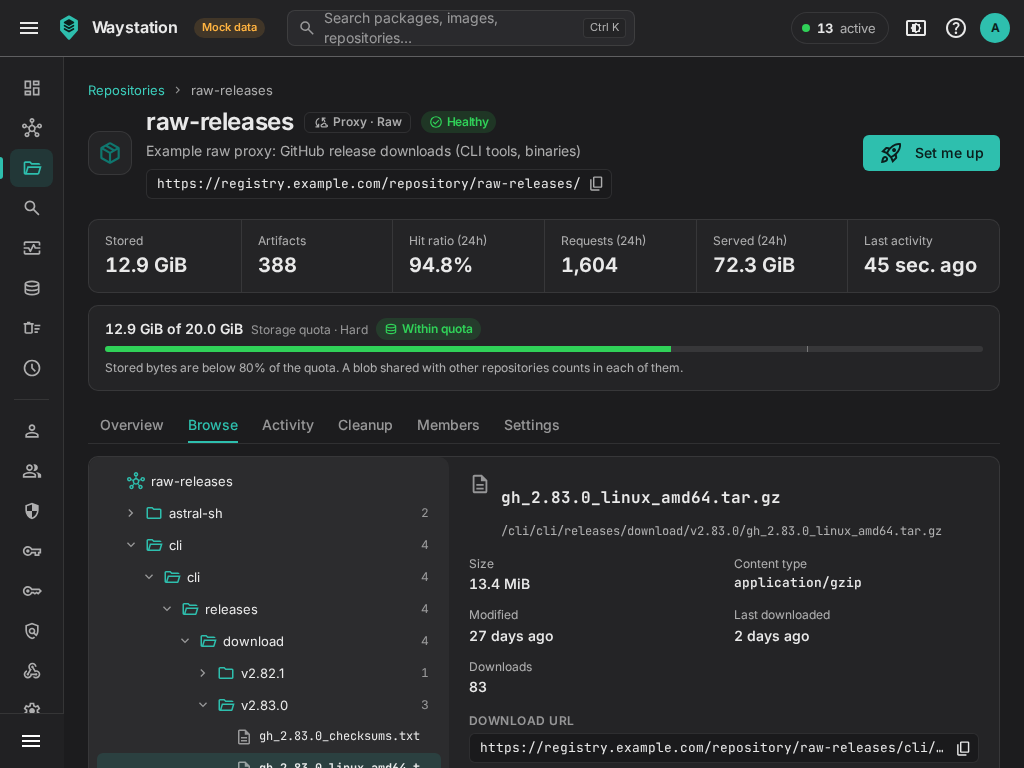 Waystation
Mock data
Search packages, images, repositories...
Ctrl K
13 active
A
Repositories
raw-releases
raw-releases
Proxy · Raw
Healthy
Example raw proxy: GitHub release downloads (CLI tools, binaries)
https://registry.example.com/repository/raw-releases/
Set me up
Stored
12.9 GiB
Artifacts
388
Hit ratio (24h)
94.8%
Requests (24h)
1,604
Served (24h)
72.3 GiB
Last activity
45 sec. ago
12.9 GiB of 20.0 GiB
Storage quota · Hard
Within quota
Stored bytes are below 80% of the quota. A blob shared with other repositories counts in each of them.
Overview
Browse
Activity
Cleanup
Members
Settings
raw-releases
astral-sh 2
cli 4
cli 4
releases 4
download 4
v2.82.1 1
v2.83.0 3
gh_2.83.0_checksums.txt
gh_2.83.0_linux_amd64.t
gh_2.83.0_linux_amd64.tar.gz
/cli/cli/releases/download/v2.83.0/gh_2.83.0_linux_amd64.tar.gz
Size
13.4 MiB
Content type
application/gzip
Modified
27 days ago
Last downloaded
2 days ago
Downloads
83
DOWNLOAD URL
https://registry.example.com/repository/raw-releases/cli/…